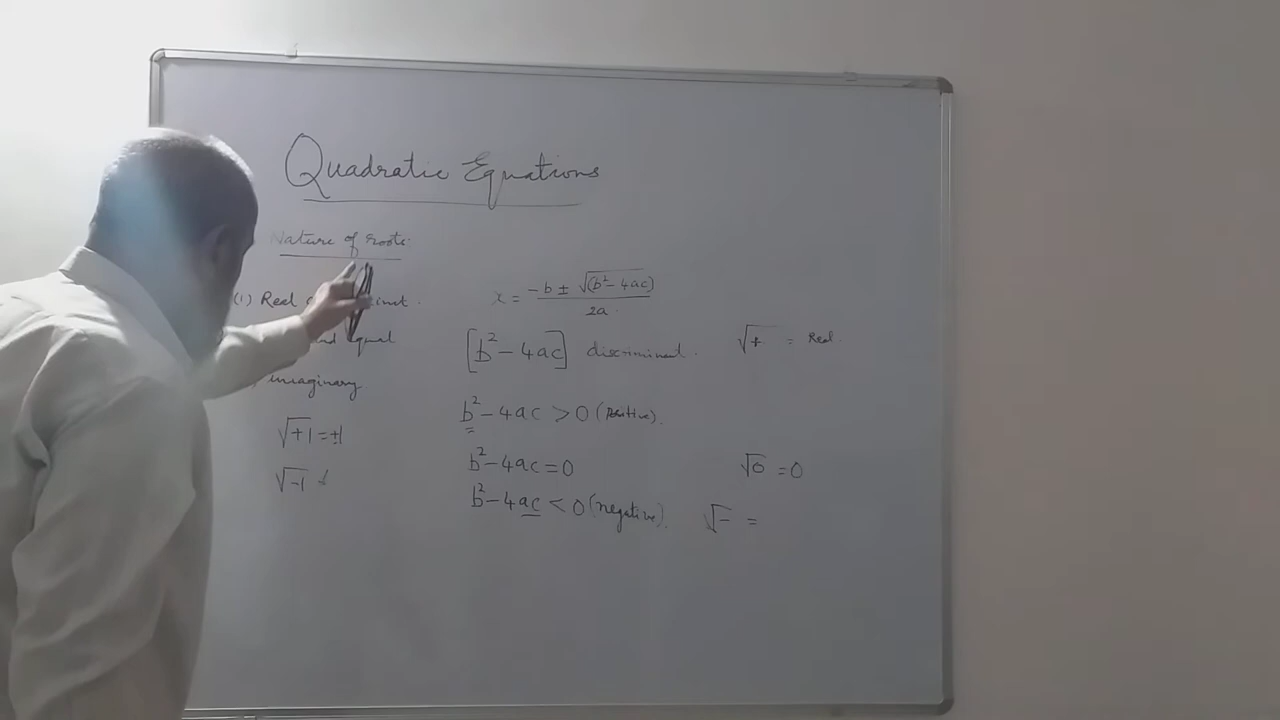 Quadratic Equations
Nature of roots.
(1) Real inst.
and equal
imaginary
√+1 = ±1
√-1 ≠
x = -b ± √(b² - 4ac) / 2a
[b² - 4ac] discriminant.
√+ = Real.
b² - 4ac > 0 (Positive).
b² - 4ac = 0
√0 = 0
b² - 4ac < 0 (negative).
√- =